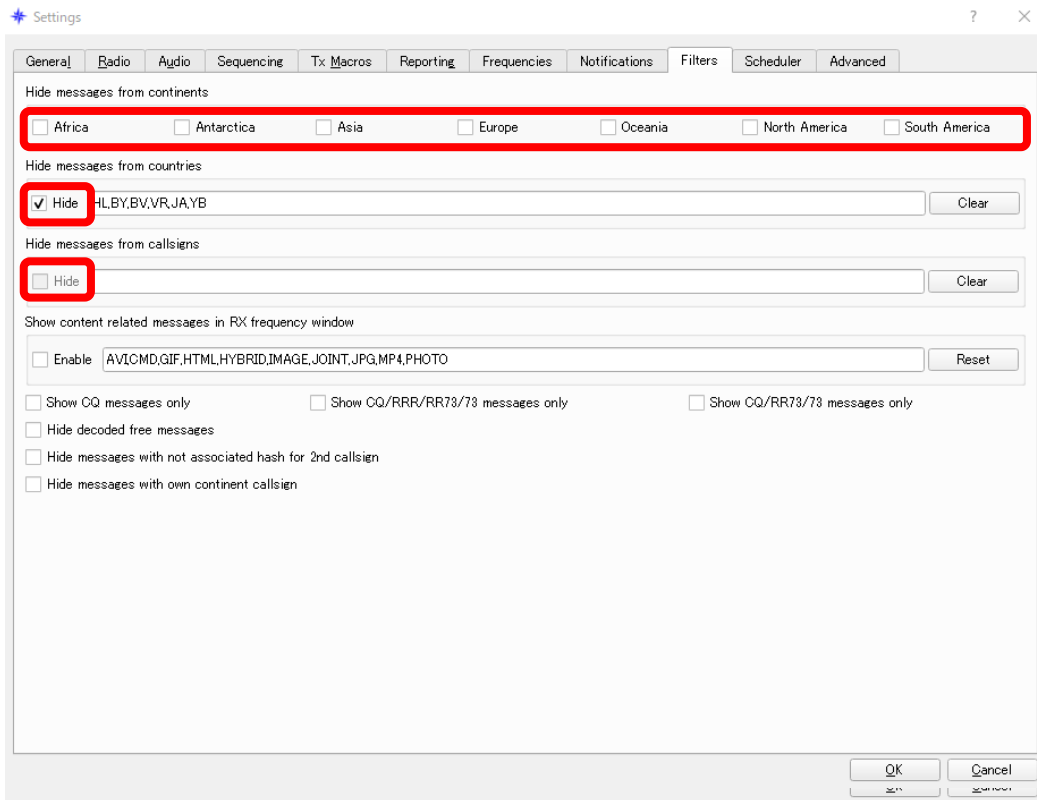 Settings ?
General Radio Audio Sequencing Tx Macros Reporting Frequencies Notifications Filters Scheduler Advanced
Hide messages from continents
Africa Antarctica Asia Europe Oceania North America South America
Hide messages from countries
Hide HL,BY,BV,VR,JA,YB Clear
Hide messages from callsigns
Hide Clear
Show content related messages in RX frequency window
Enable AVI,CMD,GIF,HTML,HYBRID,IMAGE,JOINT,JPG,MP4,PHOTO Reset
Show CQ messages only Show CQ/RRR/RR73/73 messages only Show CQ/RR73/73 messages only
Hide decoded free messages
Hide messages with not associated hash for 2nd callsign
Hide messages with own continent callsign
OK Cancel